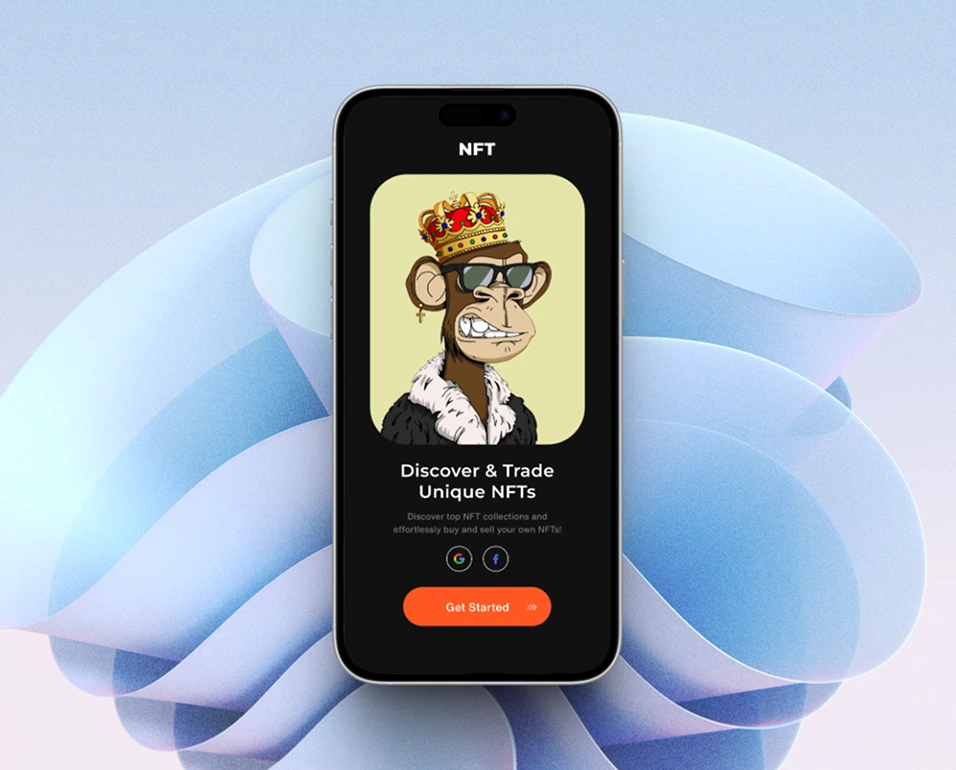 NFT
Discover & Trade
Unique NFTs
Discover top NFT collections and
effortlessly buy and sell your own NFTs!
Get Started